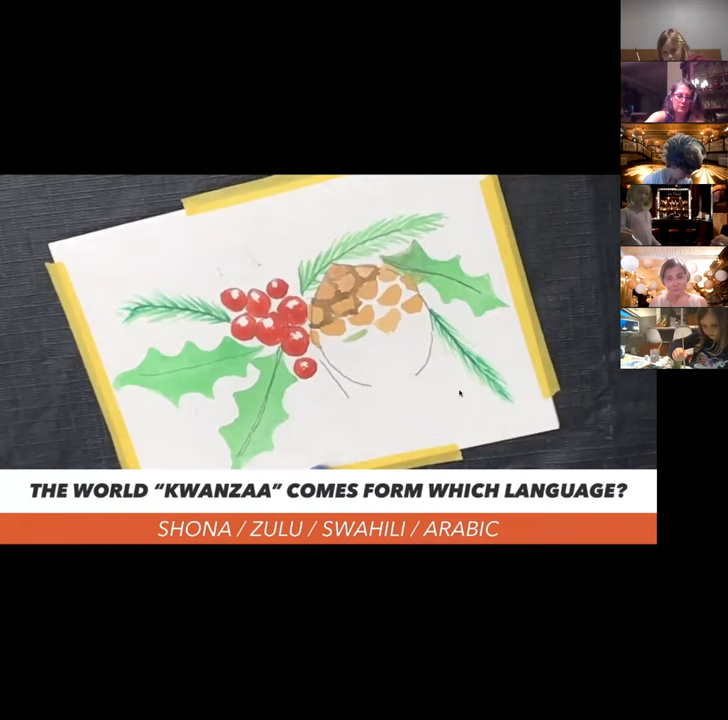 THE WORLD “KWANZAA” COMES FORM WHICH LANGUAGE?
SHONA / ZULU / SWAHILI / ARABIC